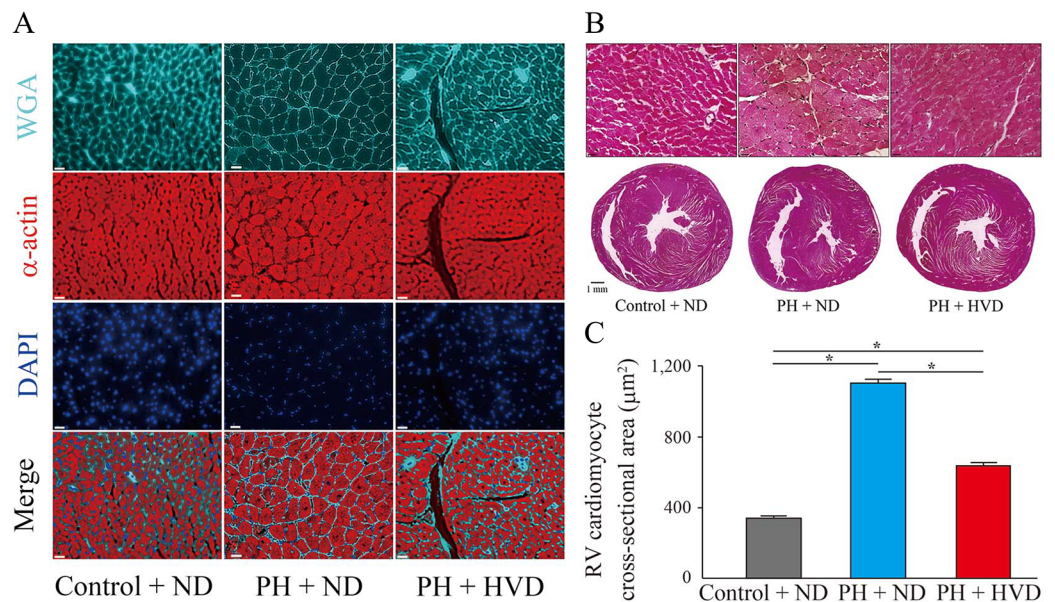 A
WGA
α-actin
DAPI
Merge
Control + ND
PH + ND
PH + HVD
B
1 mm
Control + ND
PH + ND
PH + HVD
C
RV cardiomyocyte
cross-sectional area (μm²)
1,200
800
400
0
*
*
*
Control + ND
PH + ND
PH + HVD